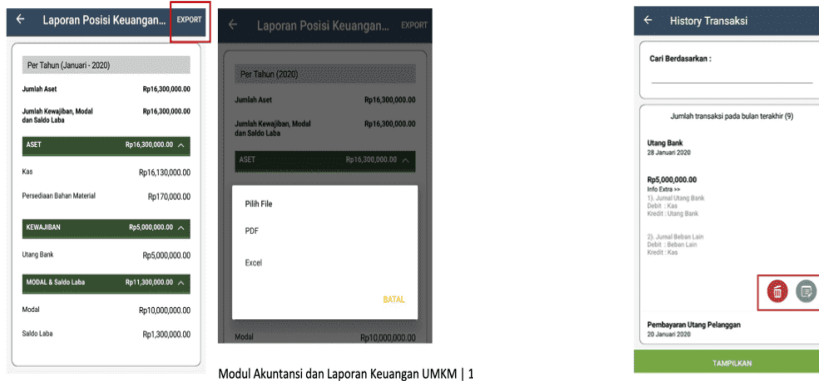 Laporan Posisi Keuangan... EXPORT
Per Tahun (Januari - 2020)
Jumlah Aset Rp16,300,000.00
Jumlah Kewajiban, Modal Rp16,300,000.00
dan Saldo Laba
ASET Rp16,300,000.00
Kas Rp16,130,000.00
Persediaan Bahan Material Rp170,000.00
KEWAJIBAN Rp5,000,000.00
Utang Bank Rp5,000,000.00
MODAL & Saldo Laba Rp11,300,000.00
Modal Rp10,000,000.00
Saldo Laba Rp1,300,000.00
Laporan Posisi Keuangan... EXPORT
Per Tahun (2020)
Jumlah Aset Rp16,300,000.00
Jumlah Kewajiban, Modal Rp16,300,000.00
dan Saldo Laba
ASET Rp16,300,000.00
Pilih File
PDF
Excel
BATAL
Modal Rp10,000,000.00
Modul Akuntansi dan Laporan Keuangan UMKM | 1
History Transaksi
Cari Berdasarkan :
Jumlah transaksi pada bulan terakhir (9)
Utang Bank
28 Januari 2020
Rp5,000,000.00
Info Extra >>
1). Jurnal Utang Bank
Debit : Kas
Kredit : Utang Bank
2). Jurnal Beban Lain
Debit : Beban Lain
Kredit : Kas
Pembayaran Utang Pelanggan
20 Januari 2020
TAMPILKAN